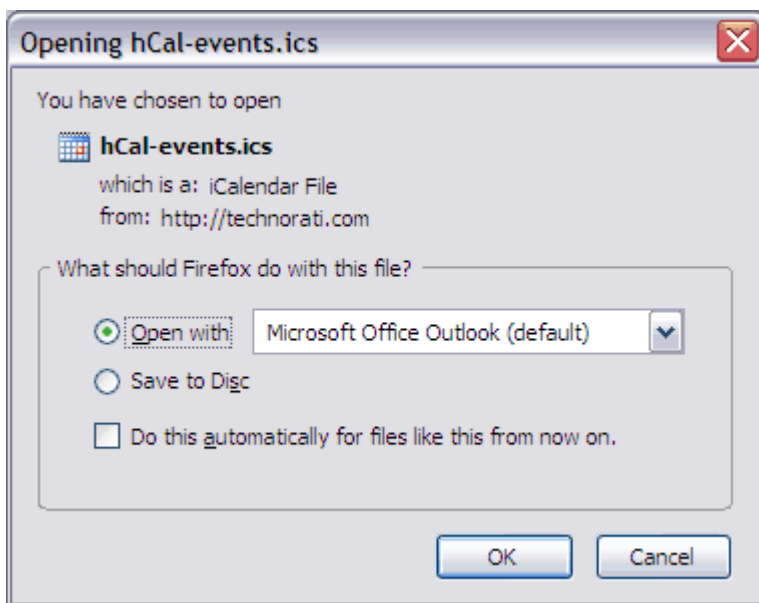 Opening hCal-events.ics
You have chosen to open
hCal-events.ics
which is a: iCalendar File
from: http://technorati.com
What should Firefox do with this file?
Open with Microsoft Office Outlook (default)
Save to Disc
Do this automatically for files like this from now on.
OK Cancel